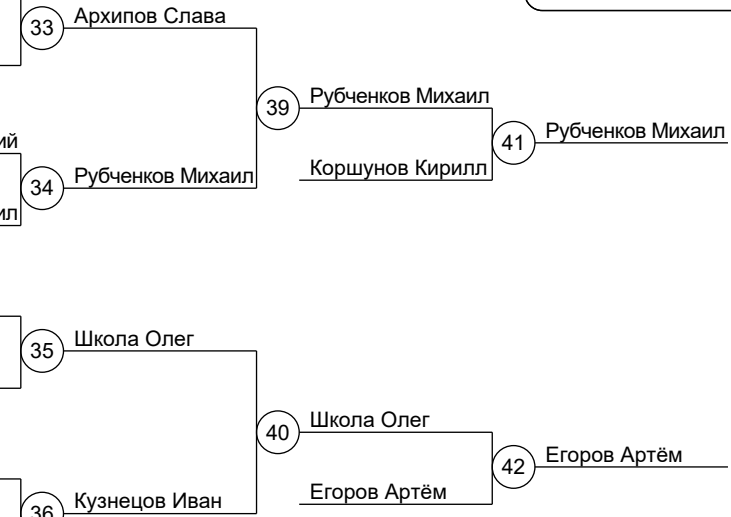 33 Архипов Слава
39 Рубченков Михаил
41 Рубченков Михаил
Коршунов Кирилл
34 Рубченков Михаил
35 Школа Олег
40 Школа Олег
42 Егоров Артём
Егоров Артём
36 Кузнецов Иван